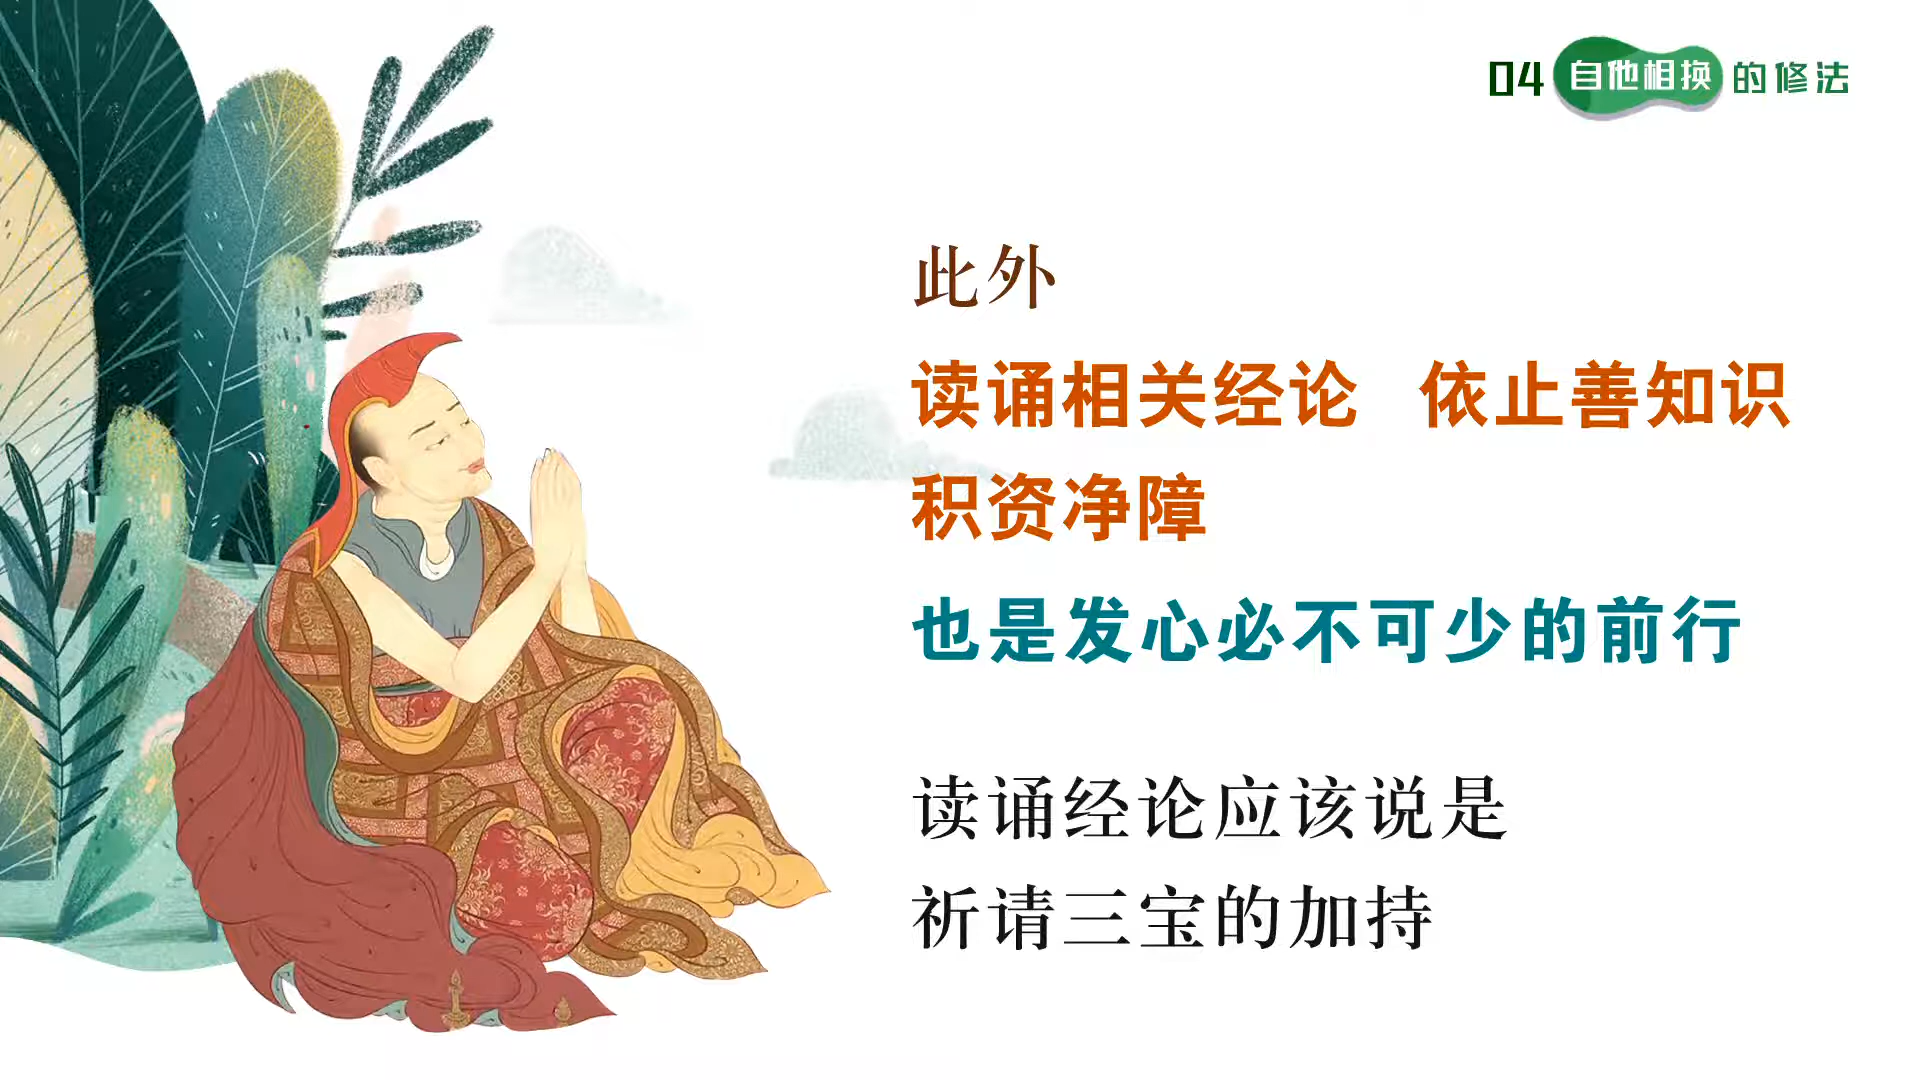 04 自他相换 的修法
此外
读诵相关经论 依止善知识
积资净障
也是发心必不可少的前行
读诵经论应该说是
祈请三宝的加持